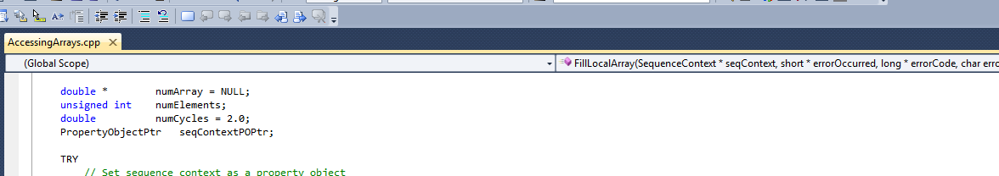 AccessingArrays.cpp
(Global Scope) FillLocalArray(SequenceContext * seqContext, short * errorOccurred, long * errorCode, char erro
double * numArray = NULL;
unsigned int numElements;
double numCycles = 2.0;
PropertyObjectPtr seqContextPOPtr;
TRY
// Set sequence context as a property object